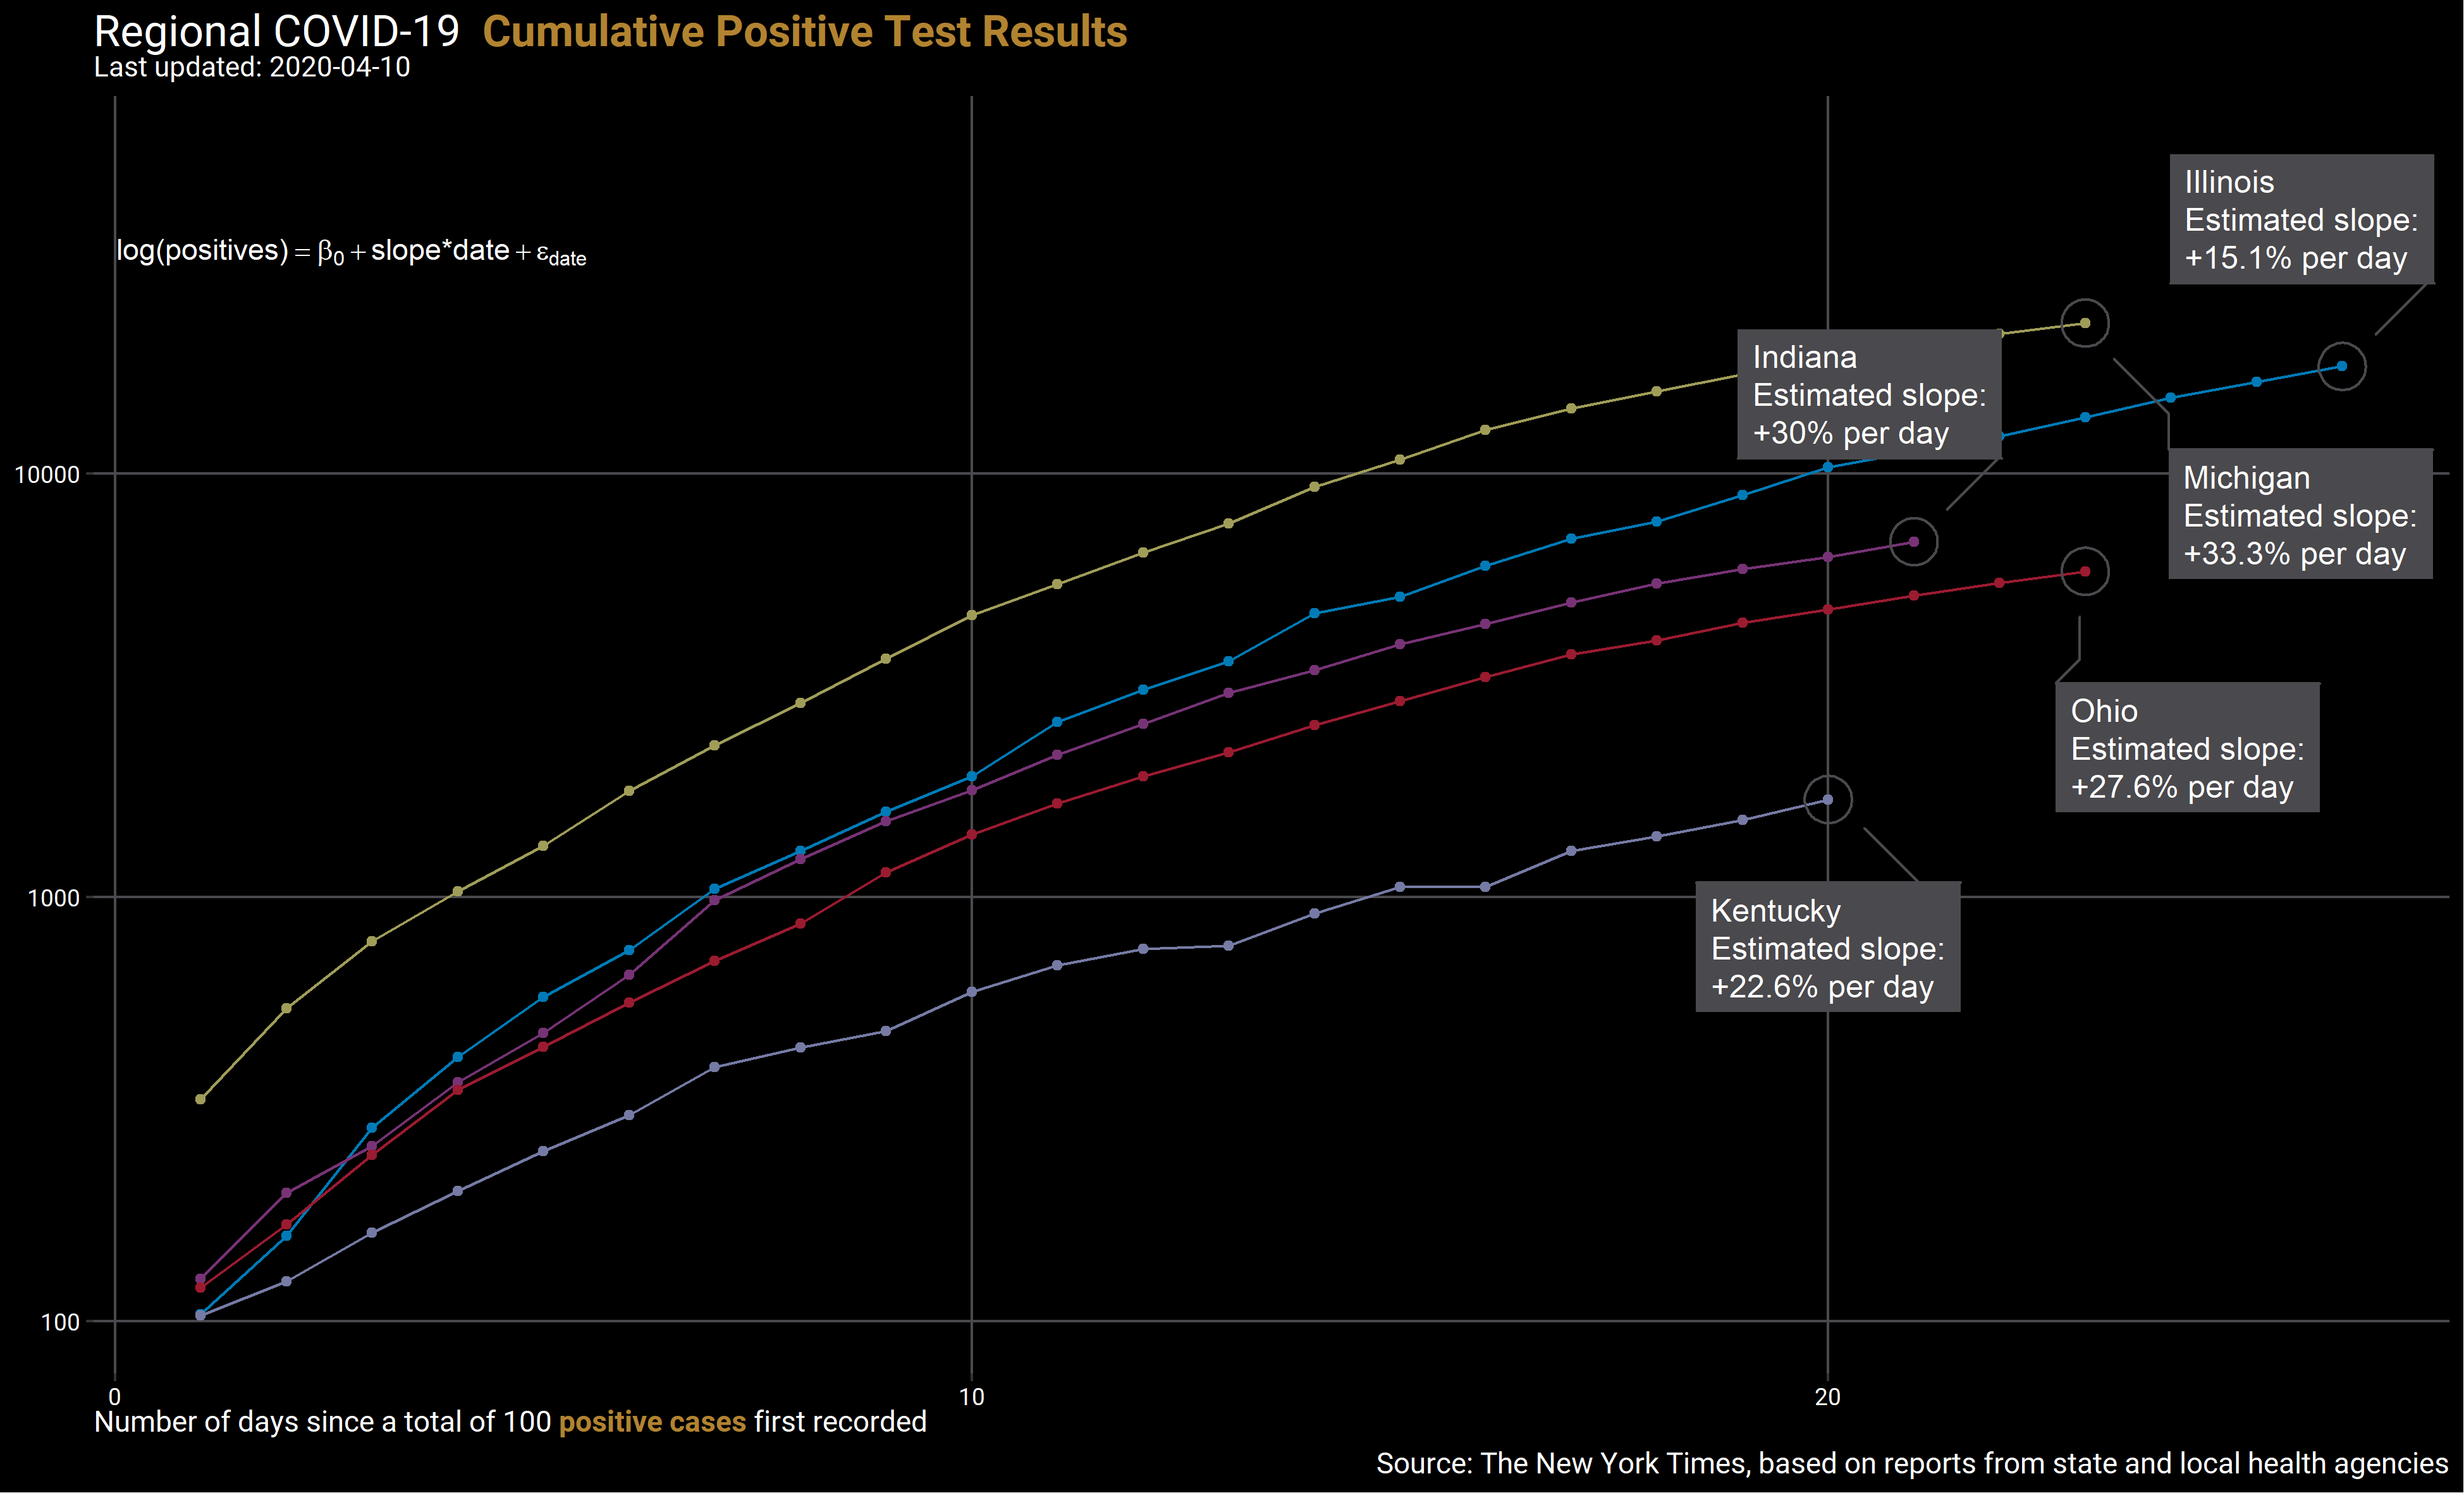 Regional COVID-19 Cumulative Positive Test Results
Last updated: 2020-04-10
log(positives) = β0 + slope*date + εdate
Illinois
Estimated slope:
+15.1% per day
Indiana
Estimated slope:
+30% per day
Michigan
Estimated slope:
+33.3% per day
Ohio
Estimated slope:
+27.6% per day
Kentucky
Estimated slope:
+22.6% per day
10000
1000
100
0 10 20
Number of days since a total of 100 positive cases first recorded
Source: The New York Times, based on reports from state and local health agencies